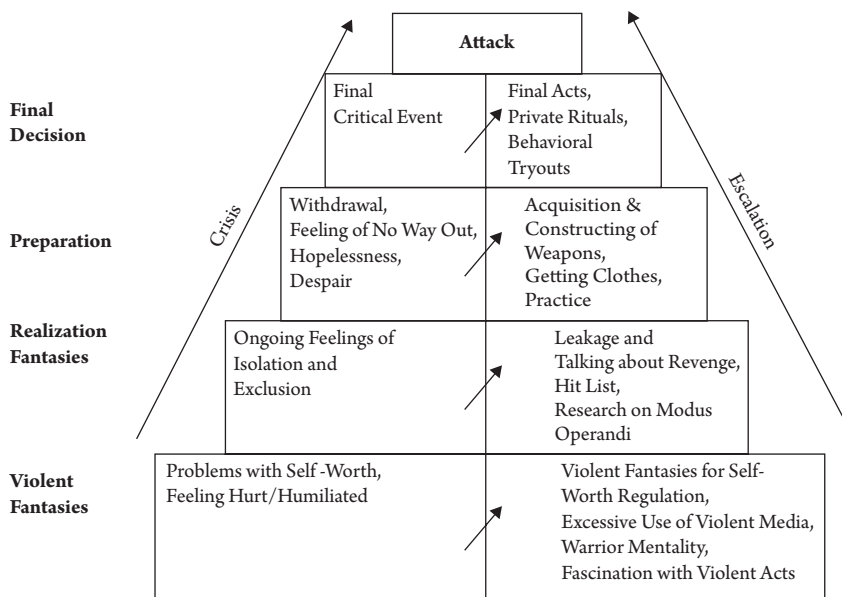 Attack
Final
Decision
Final
Critical Event
Final Acts,
Private Rituals,
Behavioral
Tryouts
Crisis
Escalation
Preparation
Withdrawal,
Feeling of No Way Out,
Hopelessness,
Despair
Acquisition &
Constructing of
Weapons,
Getting Clothes,
Practice
Realization
Fantasies
Ongoing Feelings of
Isolation and
Exclusion
Leakage and
Talking about Revenge,
Hit List,
Research on Modus
Operandi
Violent
Fantasies
Problems with Self -Worth,
Feeling Hurt/Humiliated
Violent Fantasies for Self-
Worth Regulation,
Excessive Use of Violent Media,
Warrior Mentality,
Fascination with Violent Acts